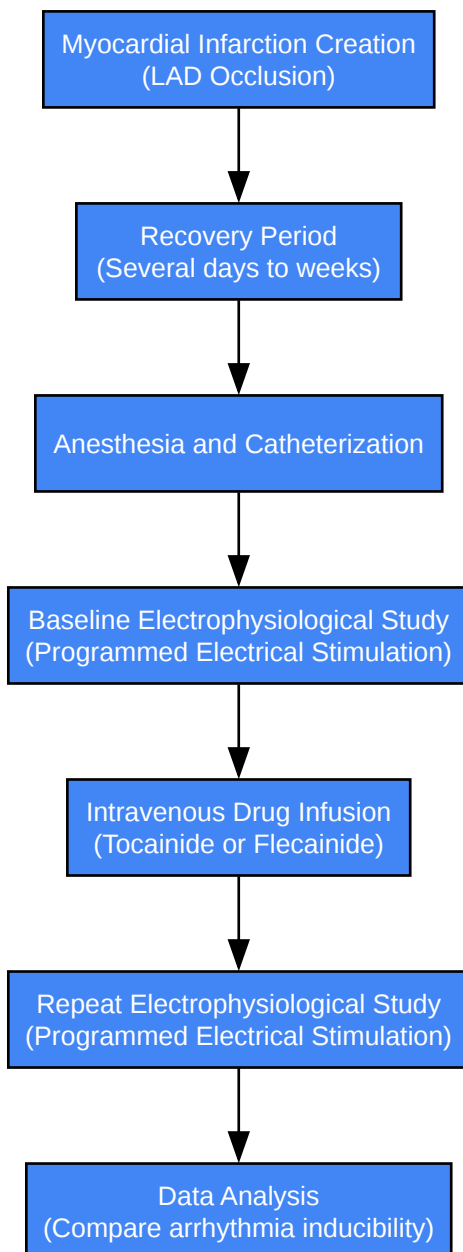 Myocardial Infarction Creation
(LAD Occlusion)
Recovery Period
(Several days to weeks)
Anesthesia and Catheterization
Baseline Electrophysiological Study
(Programmed Electrical Stimulation)
Intravenous Drug Infusion
(Tocainide or Flecainide)
Repeat Electrophysiological Study
(Programmed Electrical Stimulation)
Data Analysis
(Compare arrhythmia inducibility)